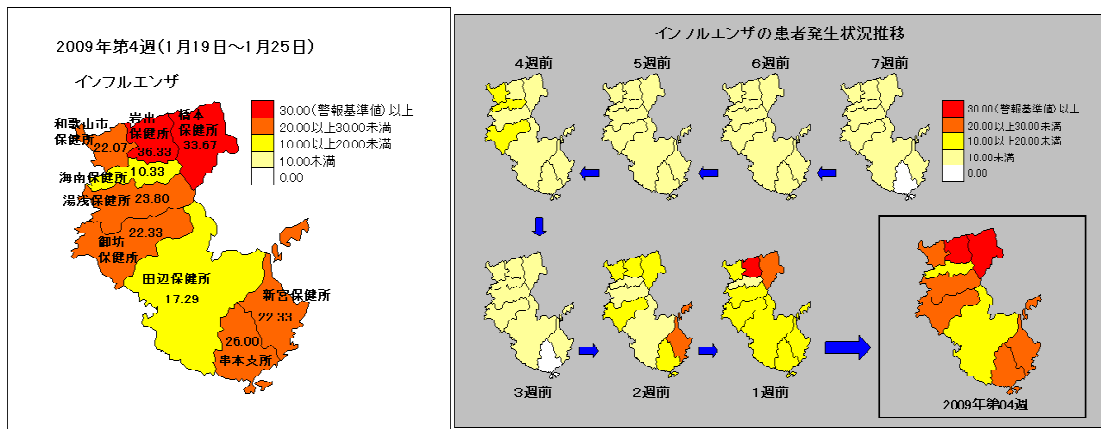 2009年第4週(1月19日～1月25日)
インフルエンザ
和歌山市
保健所
22.07
岩出
保健所
36.33
橋本
保健所
33.67
30.00(警報基準値)以上
20.00以上30.00未満
10.00以上20.00未満
10.00未満
0.00
海南保健所
10.33
湯浅保健所
23.80
御坊
保健所
22.33
田辺保健所
17.29
新宮保健所
22.33
26.00
串本支所
インフルエンザの患者発生状況推移
4週前
5週前
6週前
7週前
30.00(警報基準値)以上
20.00以上30.00未満
10.00以上20.00未満
10.00未満
0.00
3週前
2週前
1週前
2009年第04週